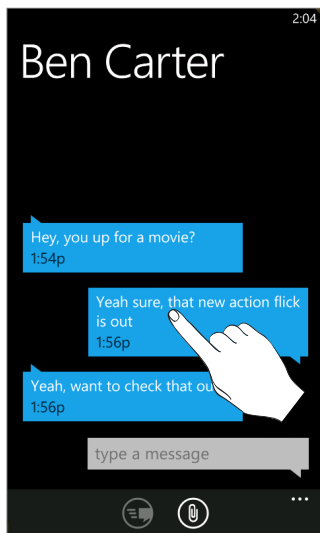 2:04
Ben Carter
Hey, you up for a movie?
1:54p
Yeah sure, that new action flick
is out
1:56p
Yeah, want to check that
1:56p
type a message